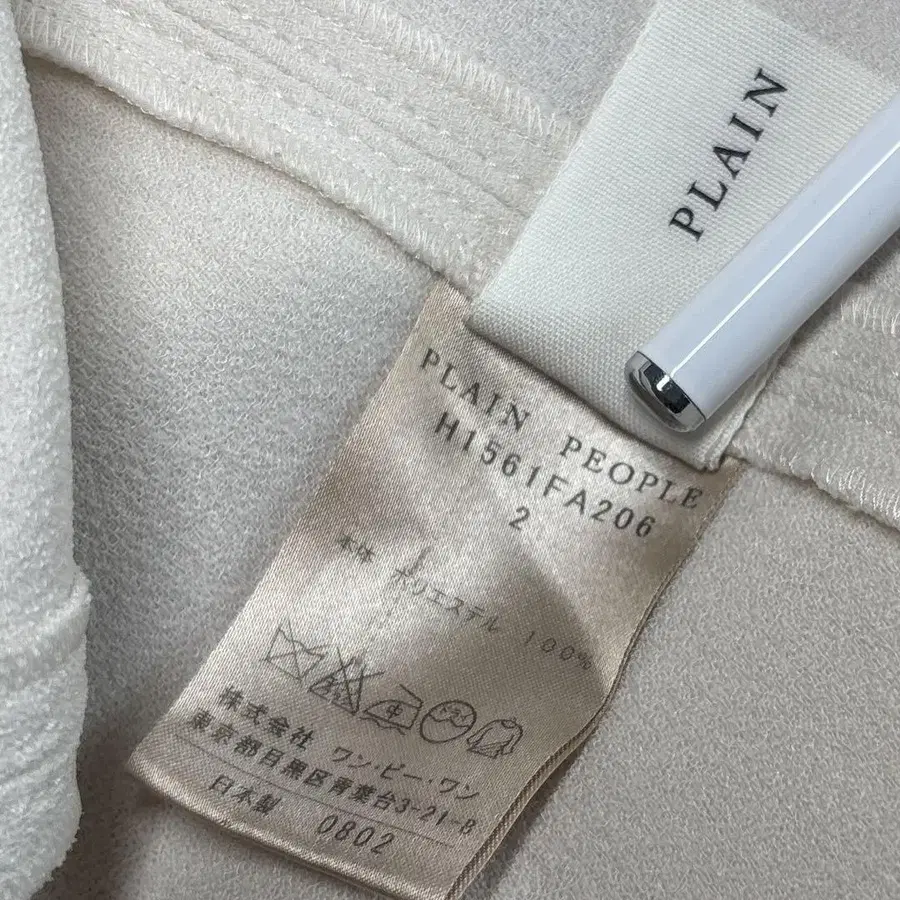 PLAIN
PLAIN PEOPLE
H1561FA206
2
本体 ポリエステル 100%
株式会社 ワン・ビー・ワン
東京都目黒区青葉台3-21-8
日本製 0802